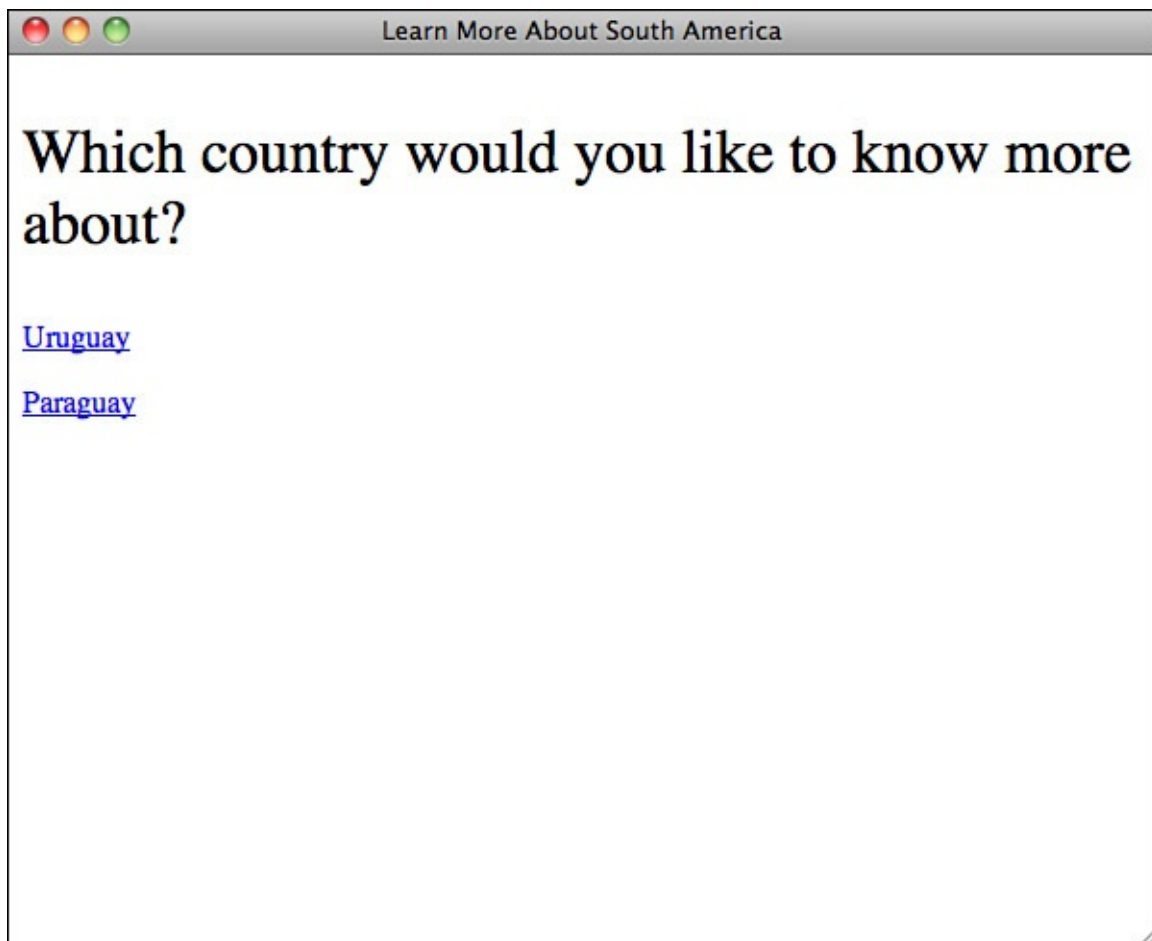 Learn More About South America
Which country would you like to know more
about?
Uruguay
Paraguay